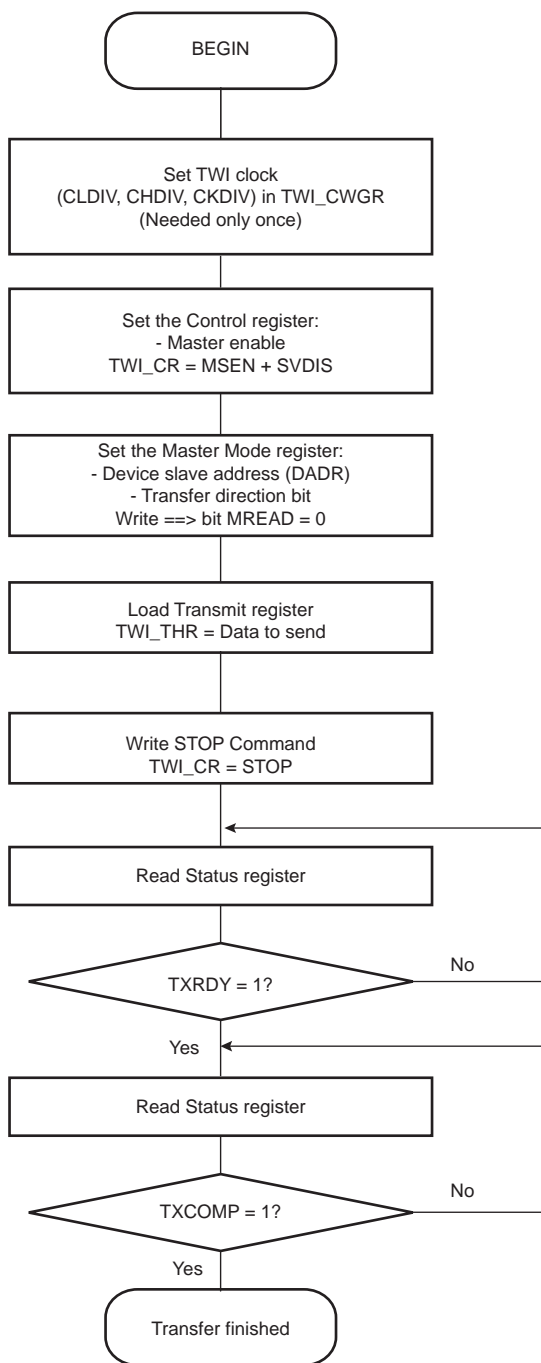 BEGIN
Set TWI clock
(CLDIV, CHDIV, CKDIV) in TWI_CWGR
(Needed only once)
Set the Control register:
- Master enable
TWI_CR = MSEN + SVDIS
Set the Master Mode register:
- Device slave address (DADR)
- Transfer direction bit
Write ==> bit MREAD = 0
Load Transmit register
TWI_THR = Data to send
Write STOP Command
TWI_CR = STOP
Read Status register
TXRDY = 1?
No
Yes
Read Status register
TXCOMP = 1?
No
Yes
Transfer finished